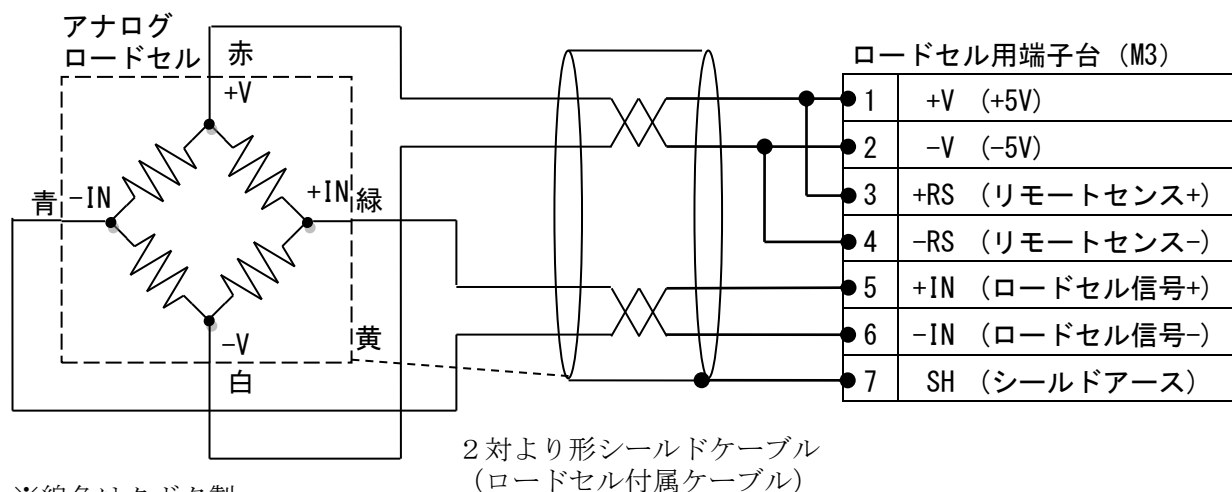 アナログ
ロードセル
赤
+V
-IN
+IN
青
緑
-V
黄
白
ロードセル用端子台 (M3)
1 +V (+5V)
2 -V (-5V)
3 +RS (リモートセンス+)
4 -RS (リモートセンス-)
5 +IN (ロードセル信号+)
6 -IN (ロードセル信号-)
7 SH (シールドアース)
2対より形シールドケーブル
(ロードセル付属ケーブル)